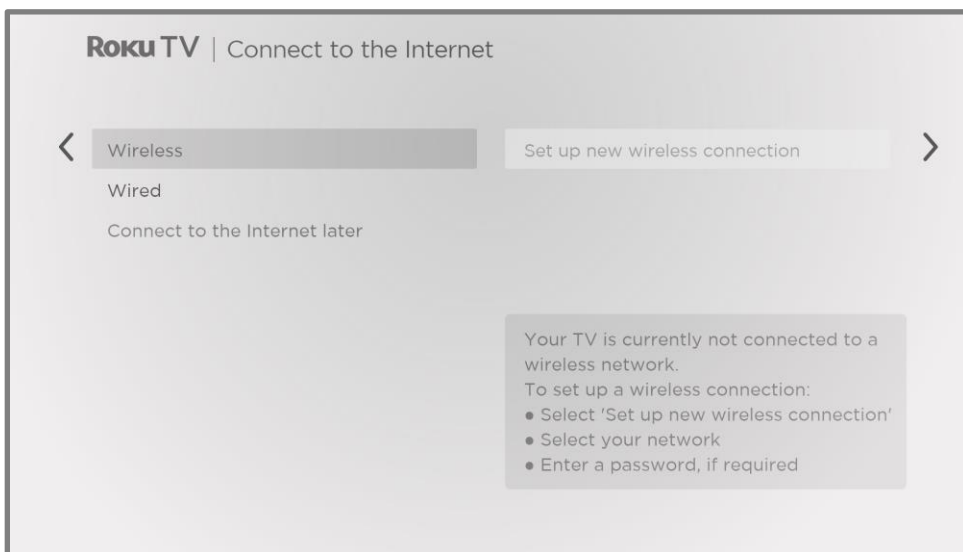 Roku TV | Connect to the Internet
Wireless
Set up new wireless connection
Wired
Connect to the Internet later
Your TV is currently not connected to a
wireless network.
To set up a wireless connection:
● Select 'Set up new wireless connection'
● Select your network
● Enter a password, if required